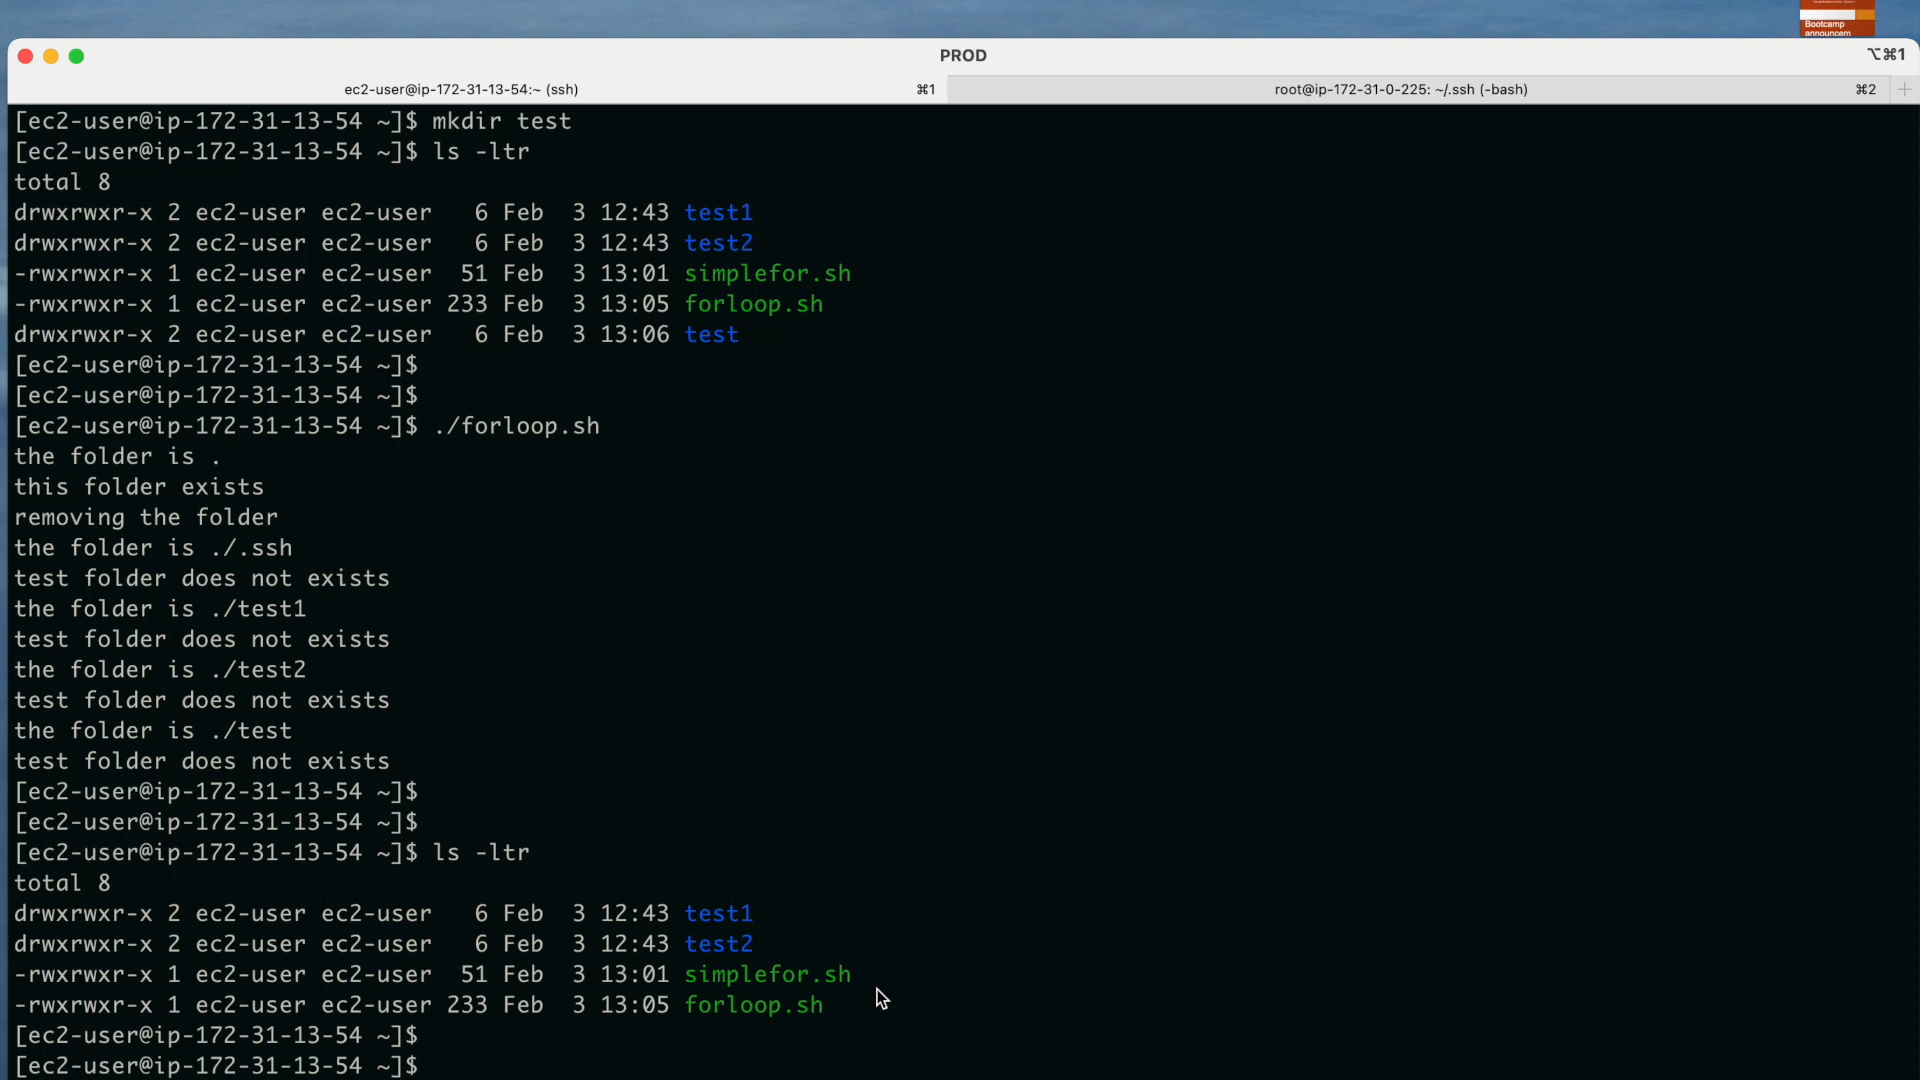 Bootcamp
announcem
PROD
⌥⌘1
ec2-user@ip-172-31-13-54:~ (ssh) ⌘1 root@ip-172-31-0-225: ~/.ssh (-bash) ⌘2 +
[ec2-user@ip-172-31-13-54 ~]$ mkdir test
[ec2-user@ip-172-31-13-54 ~]$ ls -ltr
total 8
drwxrwxr-x 2 ec2-user ec2-user   6 Feb  3 12:43 test1
drwxrwxr-x 2 ec2-user ec2-user   6 Feb  3 12:43 test2
-rwxrwxr-x 1 ec2-user ec2-user  51 Feb  3 13:01 simplefor.sh
-rwxrwxr-x 1 ec2-user ec2-user 233 Feb  3 13:05 forloop.sh
drwxrwxr-x 2 ec2-user ec2-user   6 Feb  3 13:06 test
[ec2-user@ip-172-31-13-54 ~]$
[ec2-user@ip-172-31-13-54 ~]$
[ec2-user@ip-172-31-13-54 ~]$ ./forloop.sh
the folder is .
this folder exists
removing the folder
the folder is ./.ssh
test folder does not exists
the folder is ./test1
test folder does not exists
the folder is ./test2
test folder does not exists
the folder is ./test
test folder does not exists
[ec2-user@ip-172-31-13-54 ~]$
[ec2-user@ip-172-31-13-54 ~]$
[ec2-user@ip-172-31-13-54 ~]$ ls -ltr
total 8
drwxrwxr-x 2 ec2-user ec2-user   6 Feb  3 12:43 test1
drwxrwxr-x 2 ec2-user ec2-user   6 Feb  3 12:43 test2
-rwxrwxr-x 1 ec2-user ec2-user  51 Feb  3 13:01 simplefor.sh
-rwxrwxr-x 1 ec2-user ec2-user 233 Feb  3 13:05 forloop.sh
[ec2-user@ip-172-31-13-54 ~]$
[ec2-user@ip-172-31-13-54 ~]$